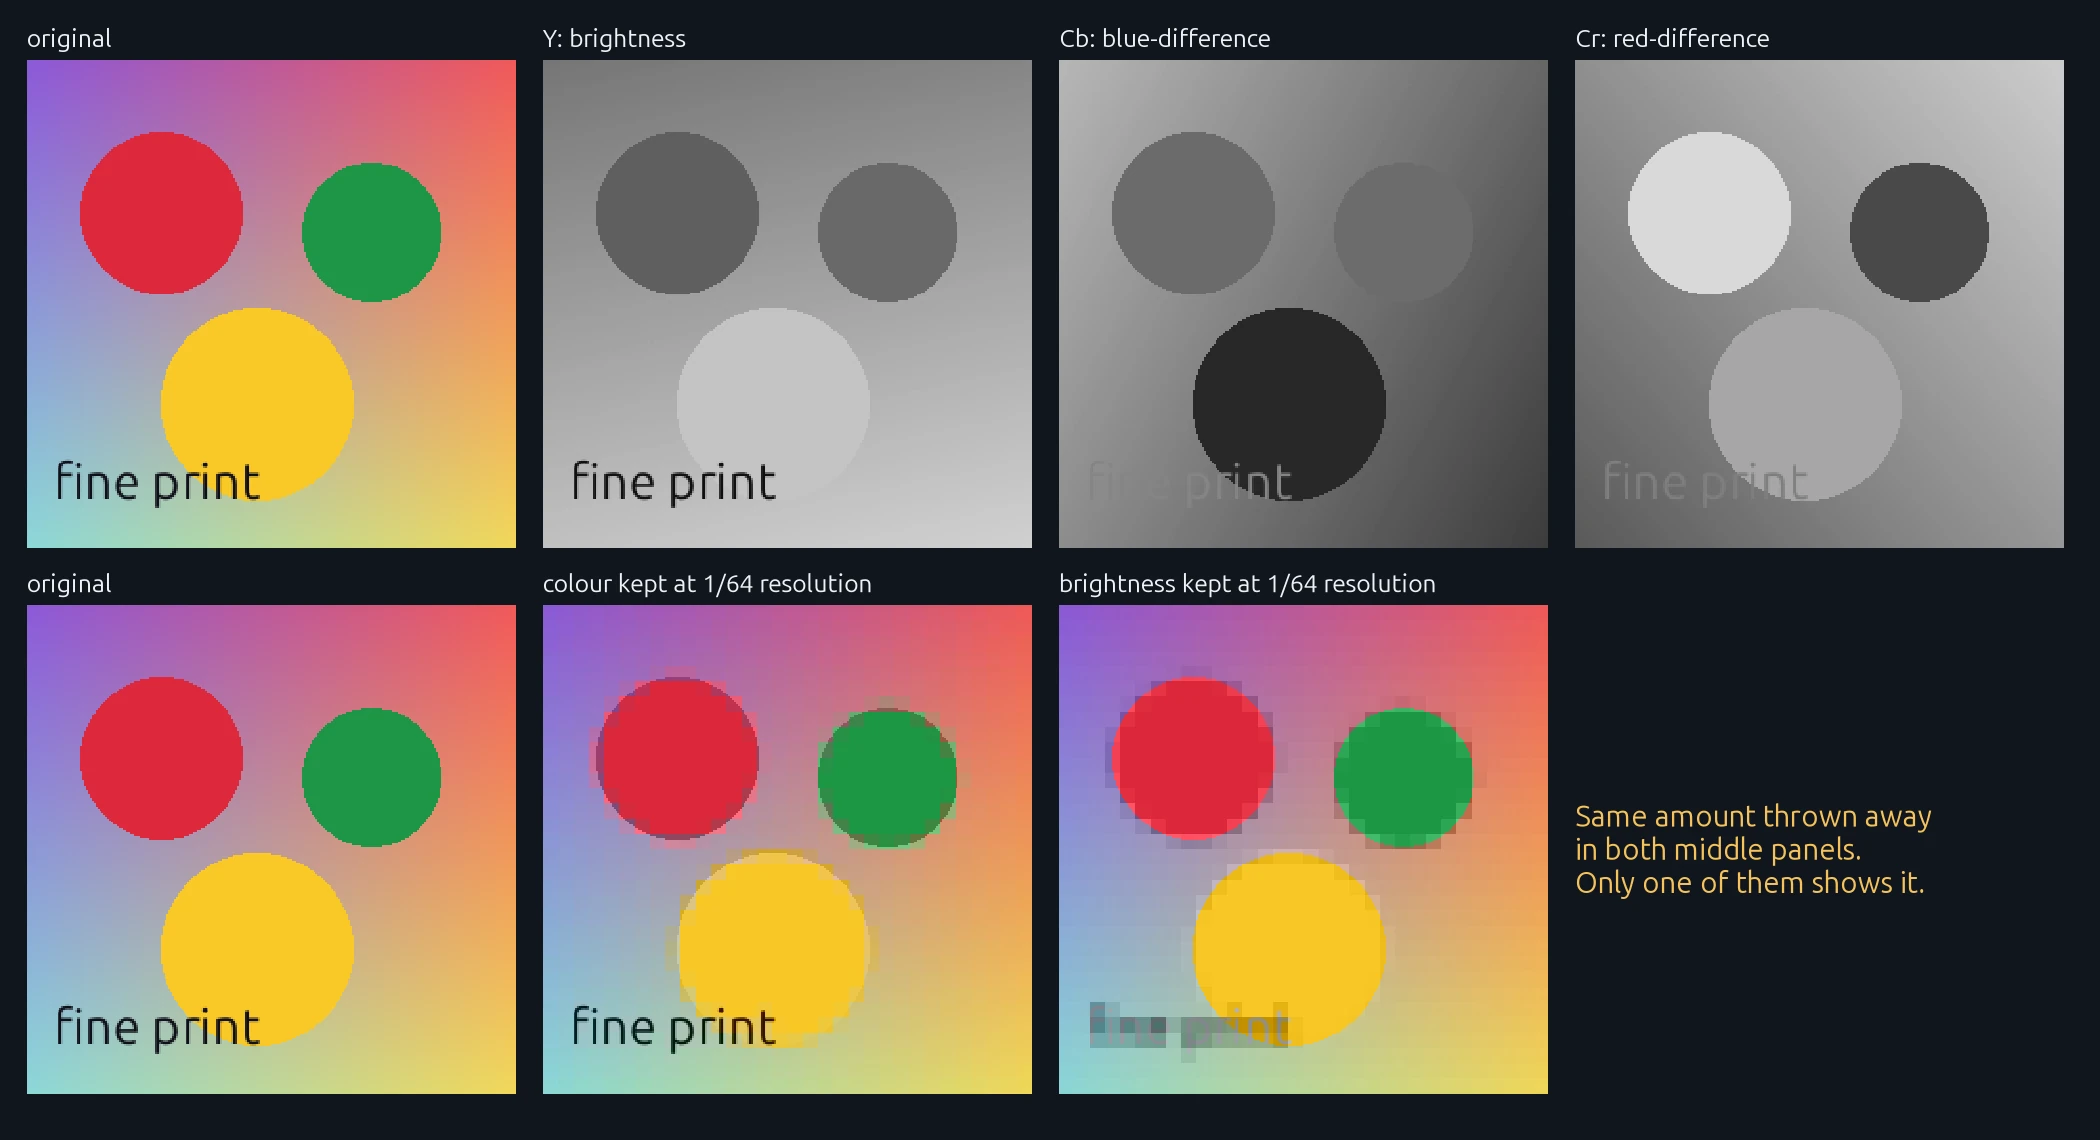 original
Y: brightness
Cb: blue-difference
Cr: red-difference
fine print
fine print
fine print
fine print
original
colour kept at 1/64 resolution
brightness kept at 1/64 resolution
Same amount thrown away
in both middle panels.
Only one of them shows it.
fine print
fine print
fine print